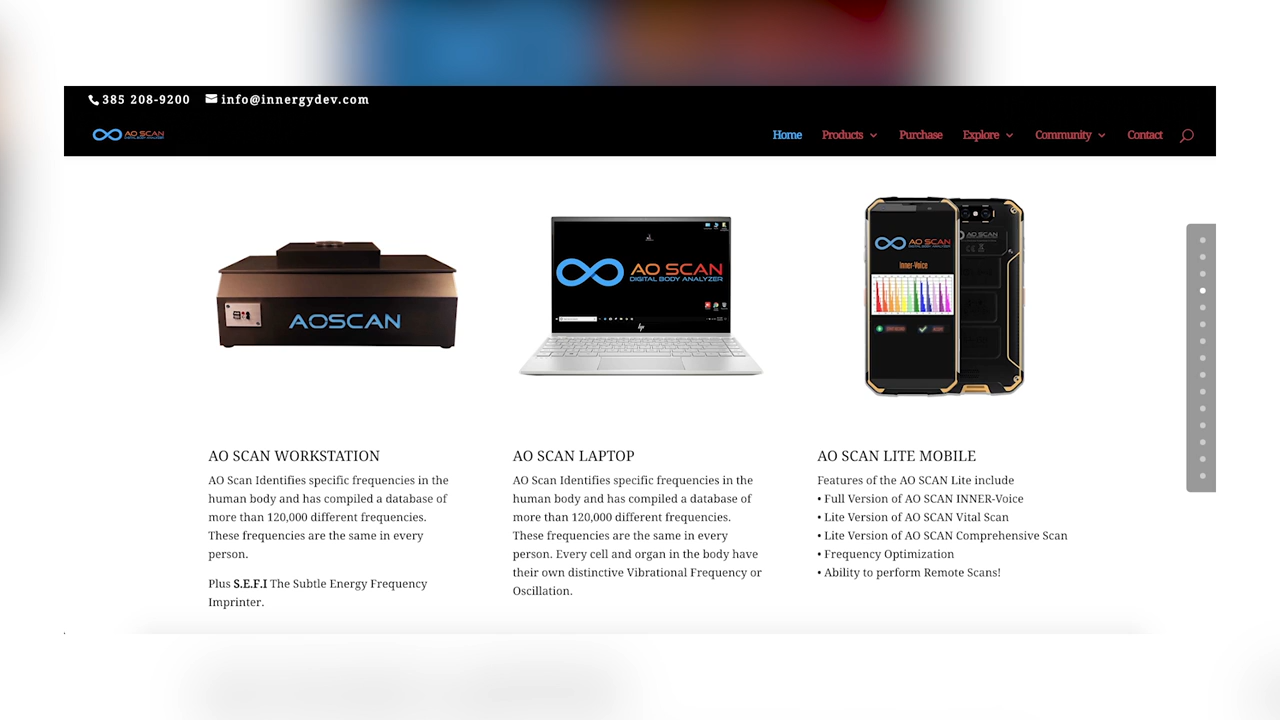 385 208-9200 info@innergydev.com
AO SCAN
DIGITAL BODY ANALYZER
Home Products Purchase Explore Community Contact
AOSCAN
AO SCAN
DIGITAL BODY ANALYZER
hp
AO SCAN
Inner-Voice
AO SCAN
AO SCAN WORKSTATION
AO Scan Identifies specific frequencies in the
human body and has compiled a database of
more than 120,000 different frequencies.
These frequencies are the same in every
person.
Plus S.E.F.I The Subtle Energy Frequency
Imprinter.
AO SCAN LAPTOP
AO Scan Identifies specific frequencies in the
human body and has compiled a database of
more than 120,000 different frequencies.
These frequencies are the same in every
person. Every cell and organ in the body have
their own distinctive Vibrational Frequency or
Oscillation.
AO SCAN LITE MOBILE
Features of the AO SCAN Lite include
• Full Version of AO SCAN INNER-Voice
• Lite Version of AO SCAN Vital Scan
• Lite Version of AO SCAN Comprehensive Scan
• Frequency Optimization
• Ability to perform Remote Scans!